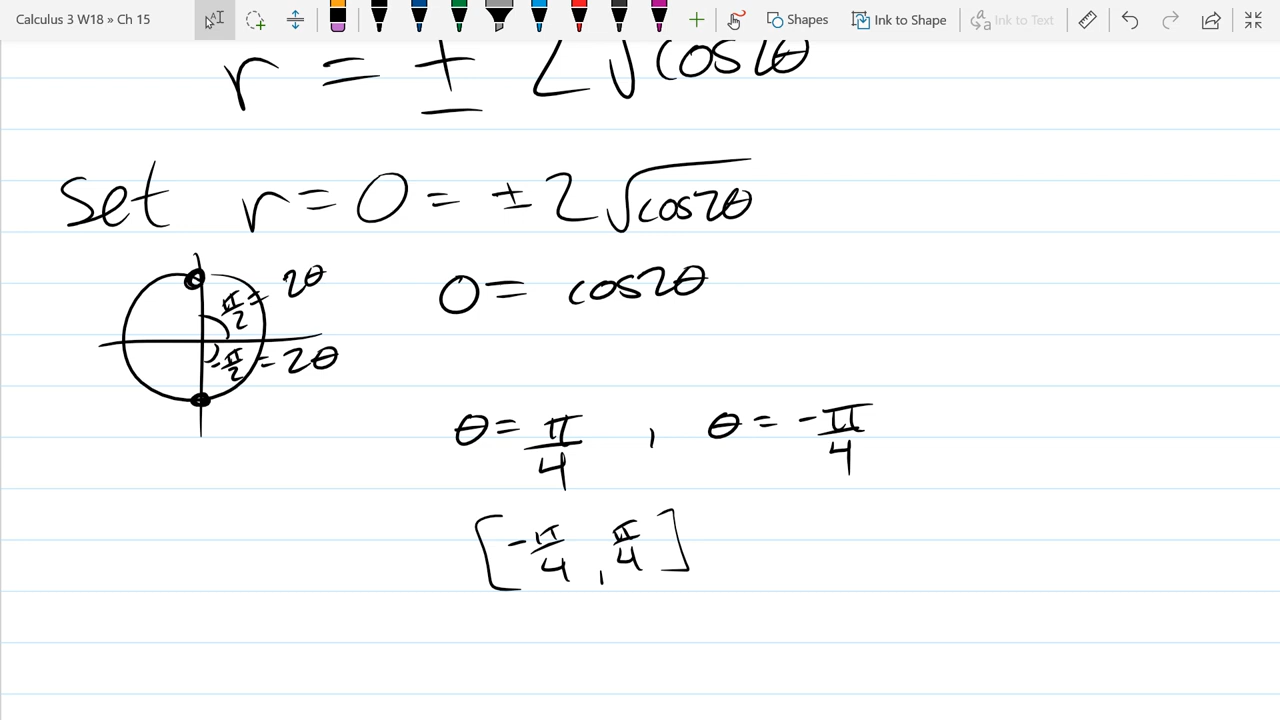 Calculus 3 W18 » Ch 15
Shapes
Ink to Shape
Ink to Text
r = ± 2√cos2θ
Set r = 0 = ± 2√cos2θ
π/2 = 2θ
0 = cos2θ
-π/2 = 2θ
θ = π/4 , θ = -π/4
[-π/4, π/4]